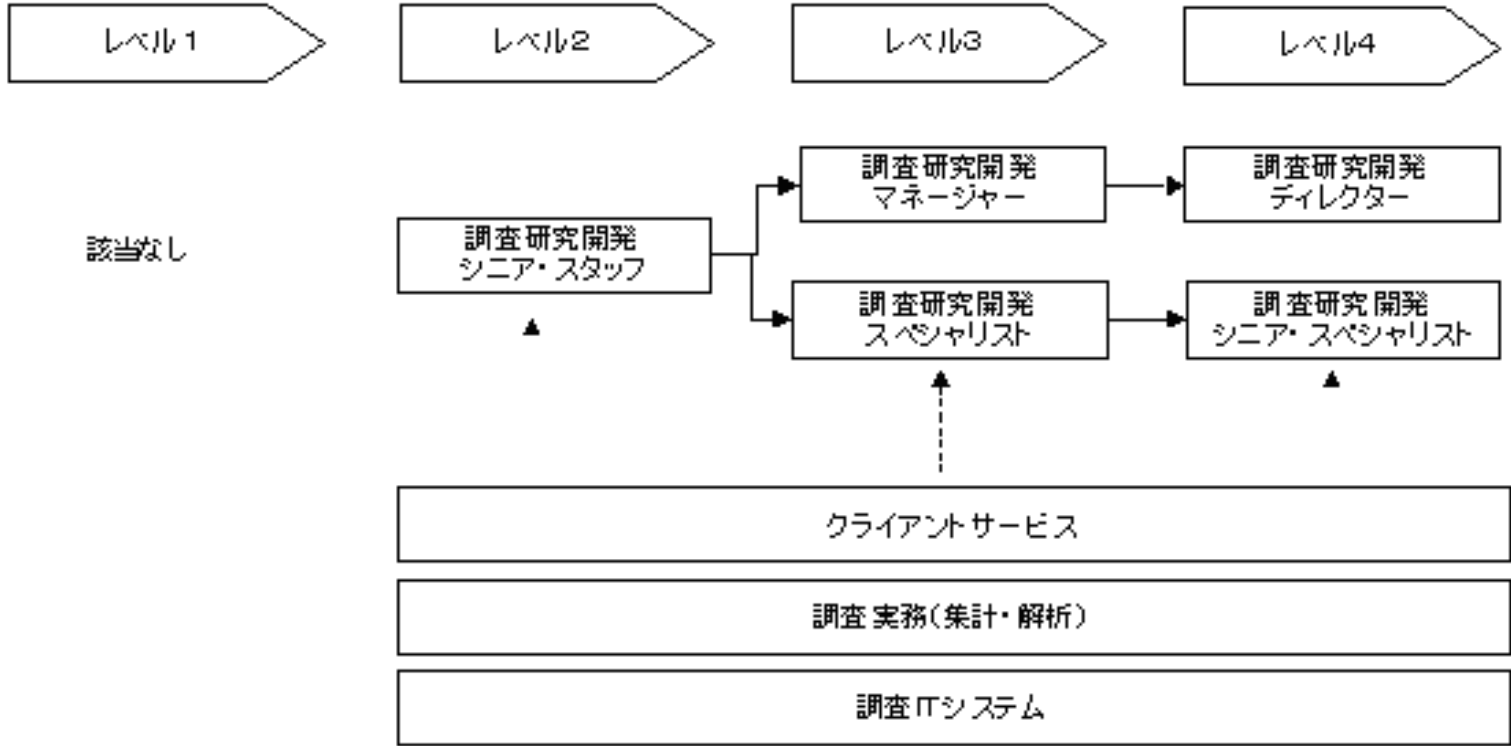 レベル1
レベル2
レベル3
レベル4
調査研究開発
マネージャー
調査研究開発
ディレクター
該当なし
調査研究開発
シニア・スタッフ
調査研究開発
スペシャリスト
調査研究開発
シニア・スペシャリスト
クライアントサービス
調査実務(集計・解析)
調査ITシステム